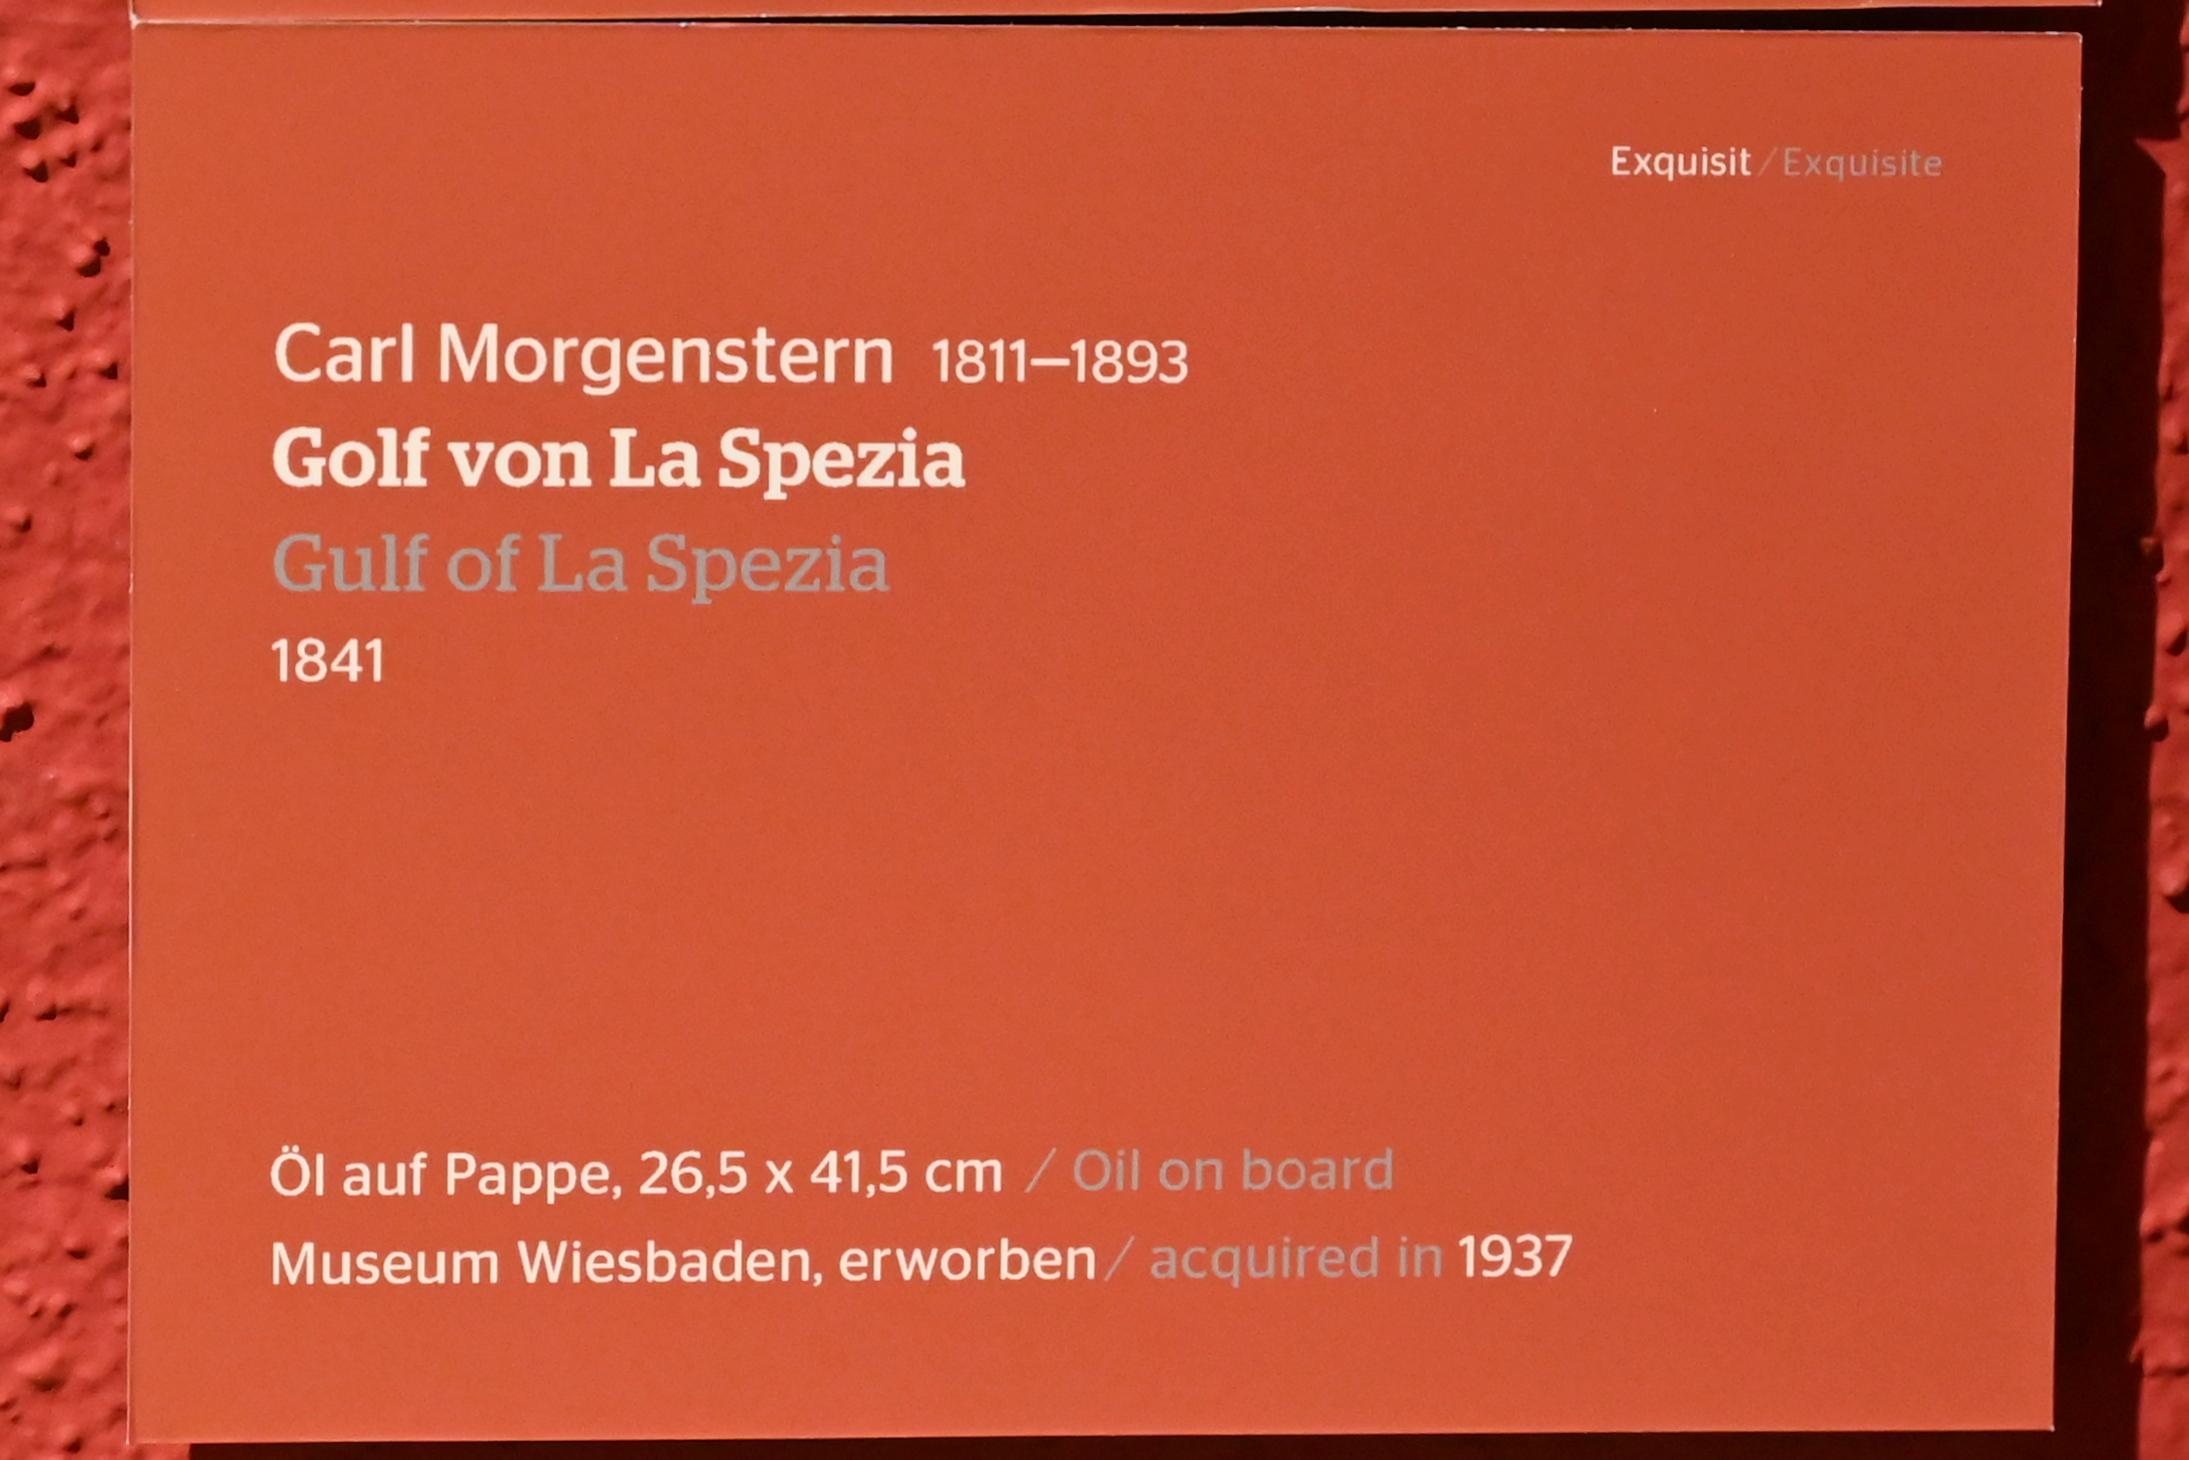 Exquisit / Exquisite
Carl Morgenstern 1811–1893
Golf von La Spezia
Gulf of La Spezia
1841
Öl auf Pappe, 26,5 x 41,5 cm / Oil on board
Museum Wiesbaden, erworben / acquired in 1937